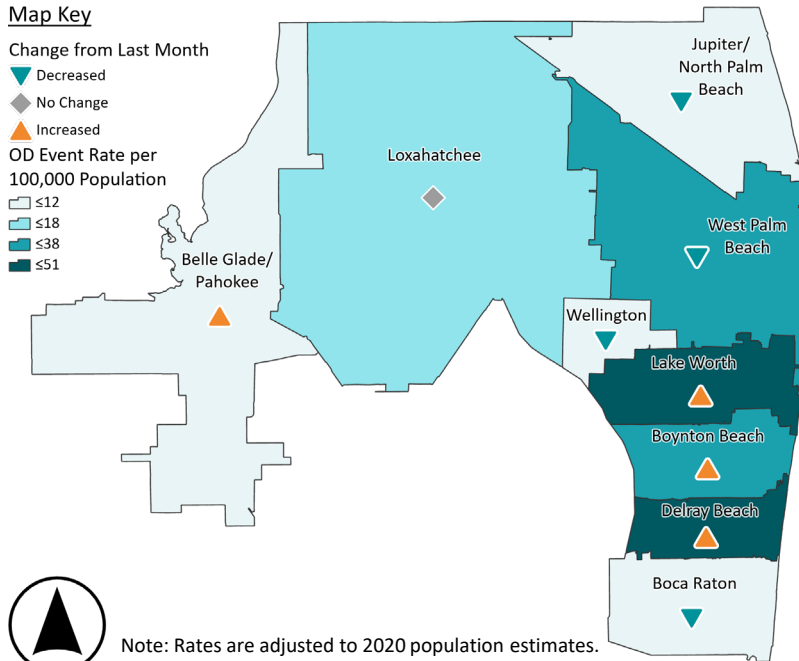 Map Key
Change from Last Month
Decreased
No Change
Increased
OD Event Rate per
100,000 Population
≤12
≤18
≤38
≤51
Jupiter/
North Palm
Beach
Loxahatchee
West Palm
Beach
Belle Glade/
Pahokee
Wellington
Lake Worth
Boynton Beach
Delray Beach
Boca Raton
Note: Rates are adjusted to 2020 population estimates.